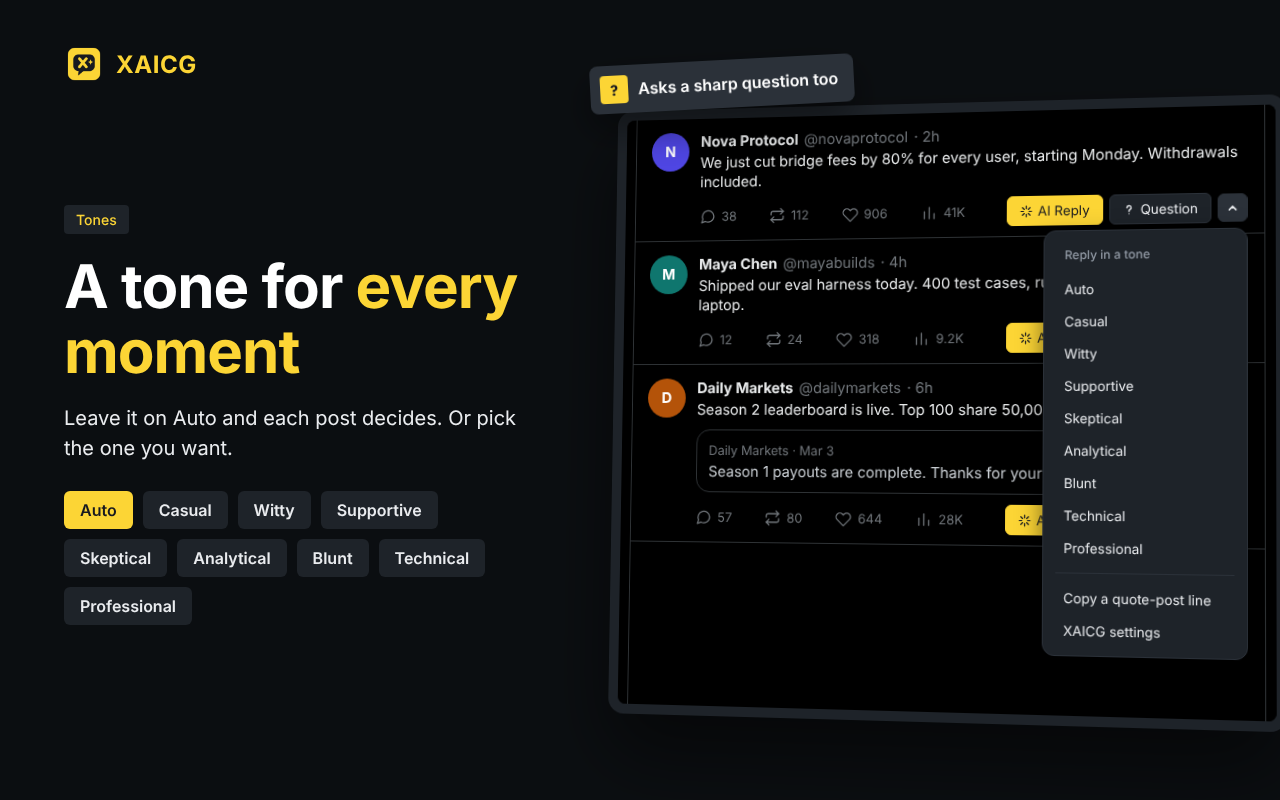 XAICG
Tones
A tone for every
moment
Leave it on Auto and each post decides. Or pick
the one you want.
Auto
Casual
Witty
Supportive
Skeptical
Analytical
Blunt
Technical
Professional
? Asks a sharp question too
N
Nova Protocol @novaprotocol · 2h
We just cut bridge fees by 80% for every user, starting Monday. Withdrawals
included.
38 112 906 41K
AI Reply
? Question
M
Maya Chen @mayabuilds · 4h
Shipped our eval harness today. 400 test cases,
laptop.
12 24 318 9.2K
D
Daily Markets @dailymarkets · 6h
Season 2 leaderboard is live. Top 100 share 50,00
Daily Markets · Mar 3
Season 1 payouts are complete. Thanks for your
57 80 644 28K
Reply in a tone
Auto
Casual
Witty
Supportive
Skeptical
Analytical
Blunt
Technical
Professional
Copy a quote-post line
XAICG settings